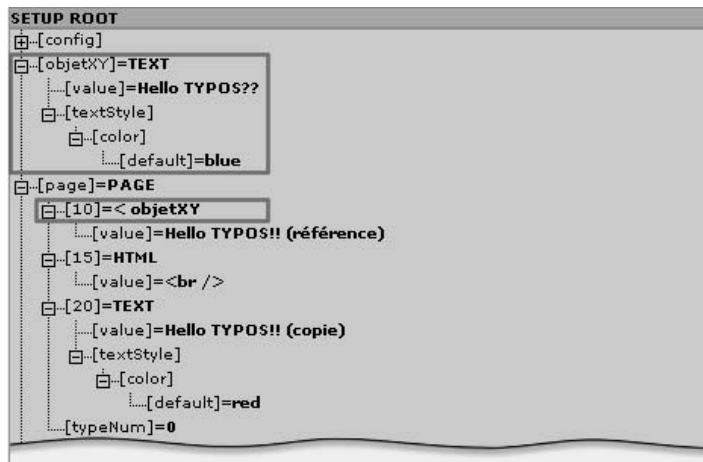 SETUP ROOT
[config]
[objetXY]=TEXT
[value]=Hello TYPOS??
[textStyle]
[color]
[default]=blue
[page]=PAGE
[10]=< objetXY
[value]=Hello TYPOS!! (référence)
[15]=HTML
[value]=<br />
[20]=TEXT
[value]=Hello TYPOS!! (copie)
[textStyle]
[color]
[default]=red
[typeNum]=0